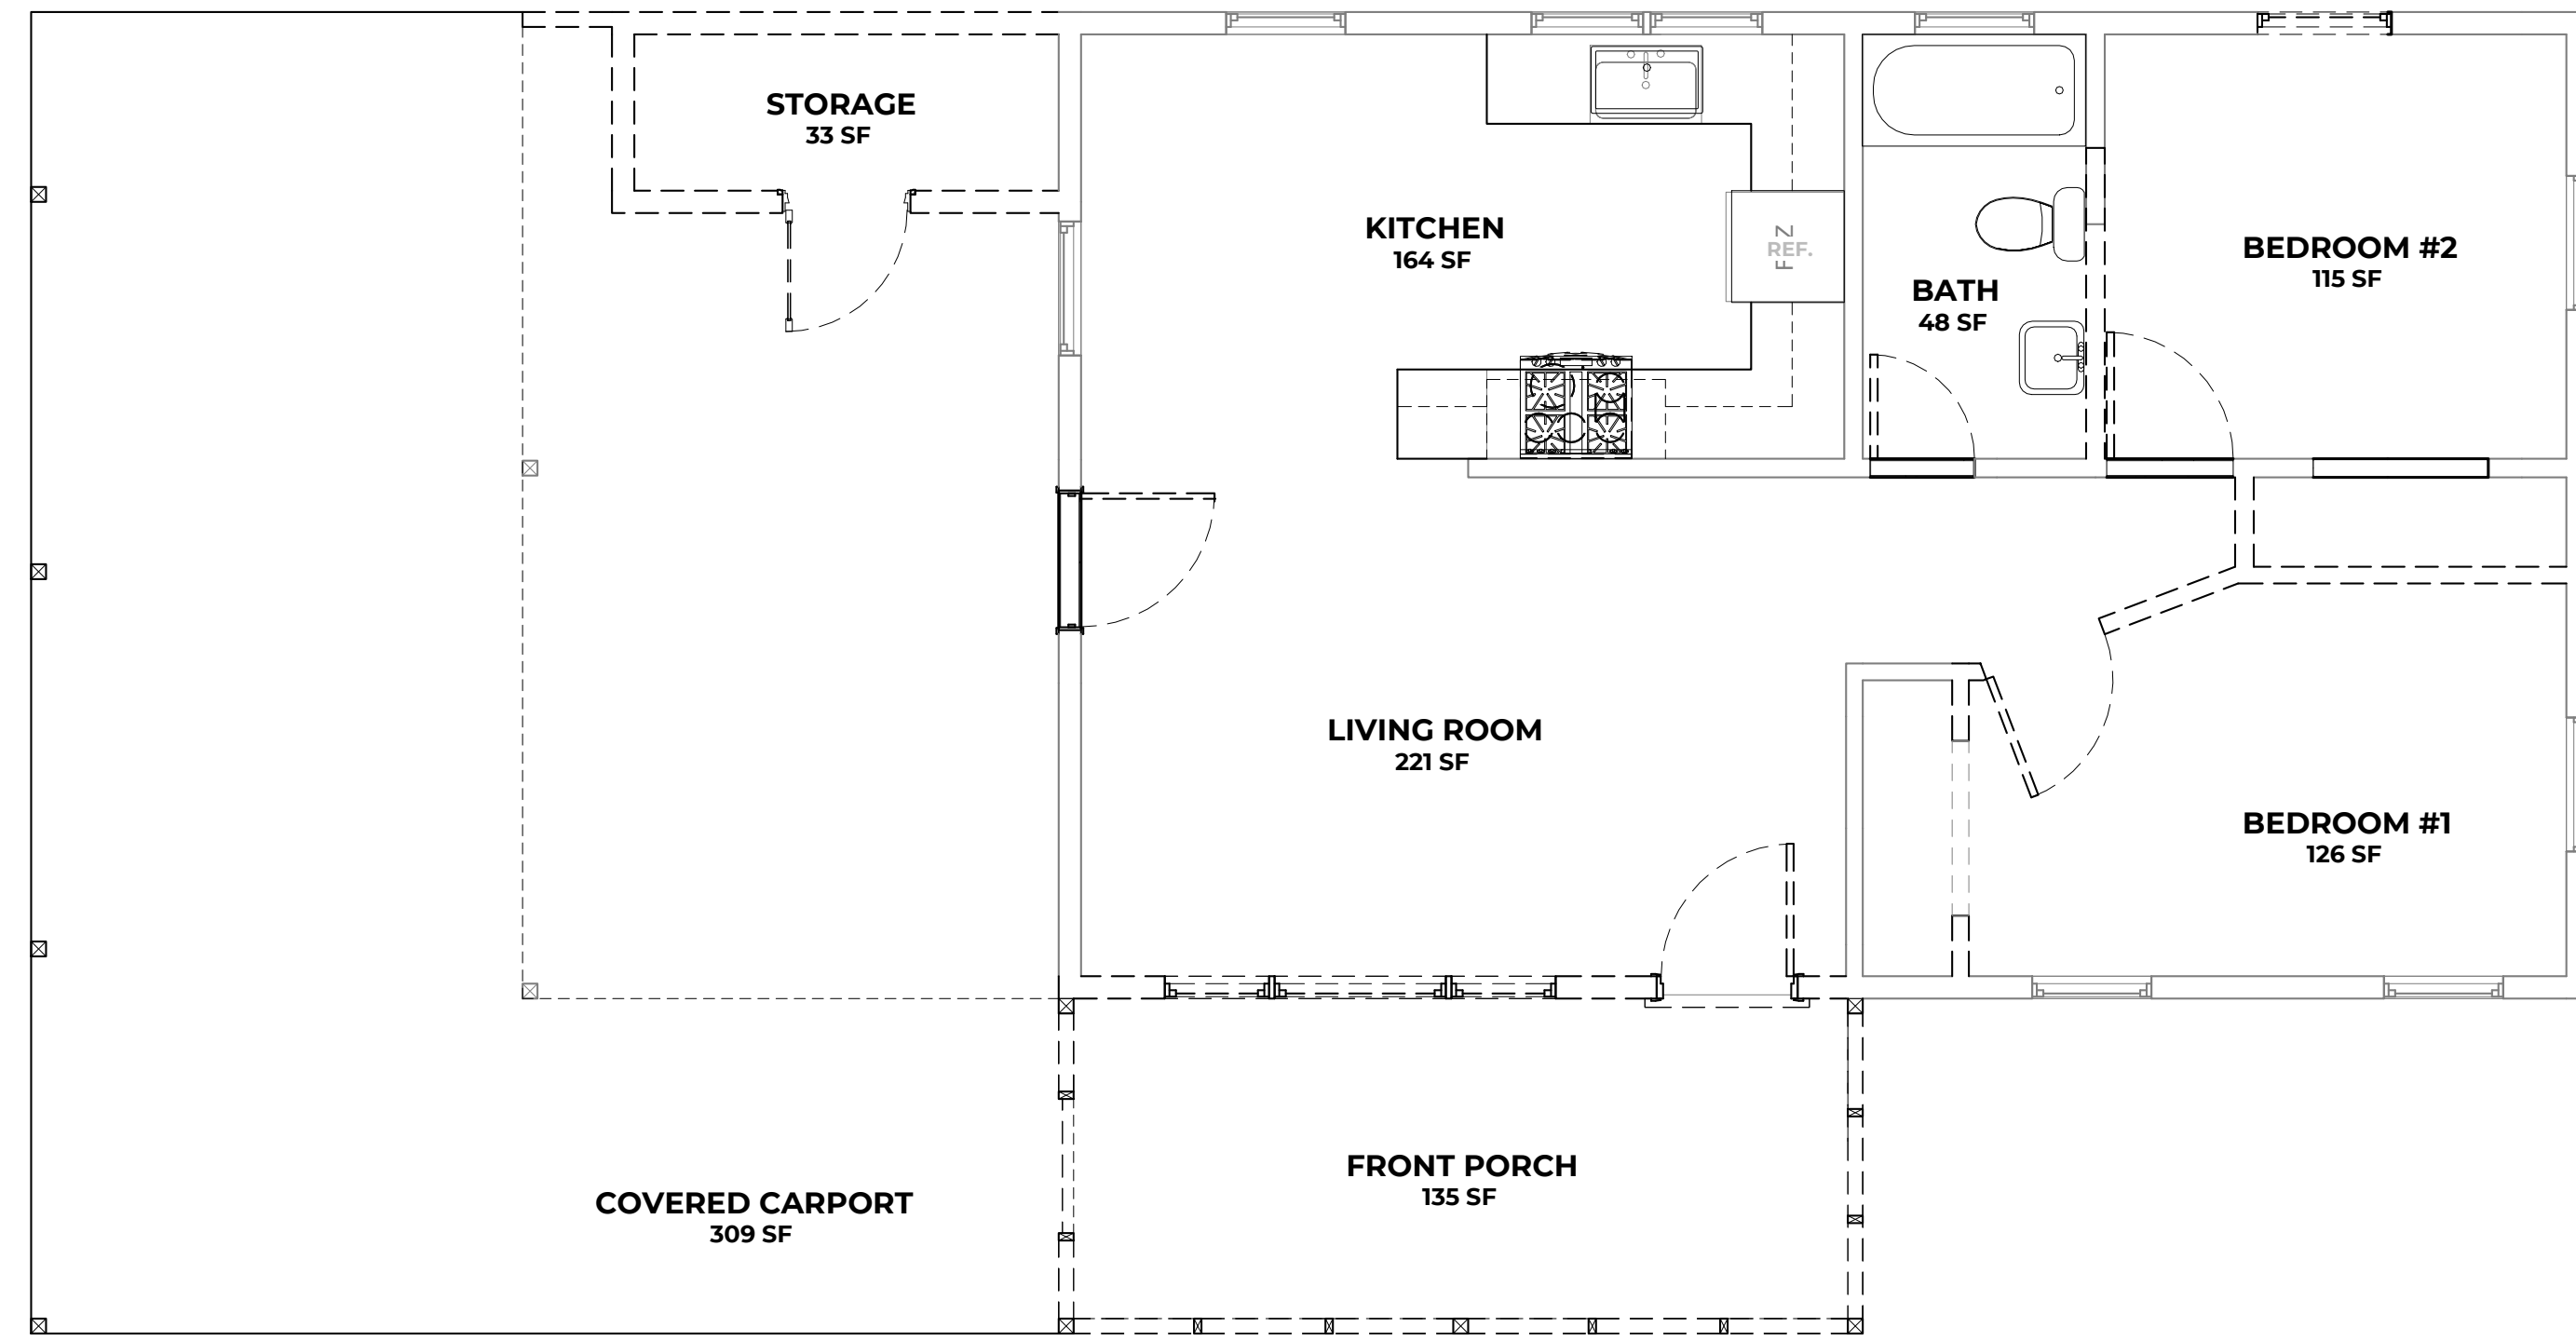 STORAGE
33 SF
KITCHEN
164 SF
REF.
BATH
48 SF
BEDROOM #2
115 SF
LIVING ROOM
221 SF
BEDROOM #1
126 SF
FRONT PORCH
135 SF
COVERED CARPORT
309 SF